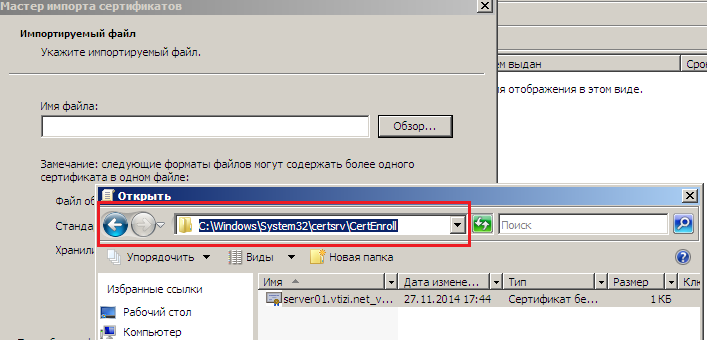 Мастер импорта сертификатов
Импортируемый файл
Укажите импортируемый файл.
Имя файла:
Обзор...
Замечание: следующие форматы файлов могут содержать более одного
сертификата в одном файле:
выдан
Сро
отображения в этом виде.
Открыть
C:\Windows\System32\certsrv\CertEnroll
Поиск
Упорядочить
Виды
Новая папка
Избранные ссылки
Рабочий стол
Компьютер
Имя
Дата измене...
Тип
Размер
Клю
server01.vtizi.net_v...
27.11.2014 17:44
Сертификат бе...
1 КБ
Файл об
Станда
Хранили